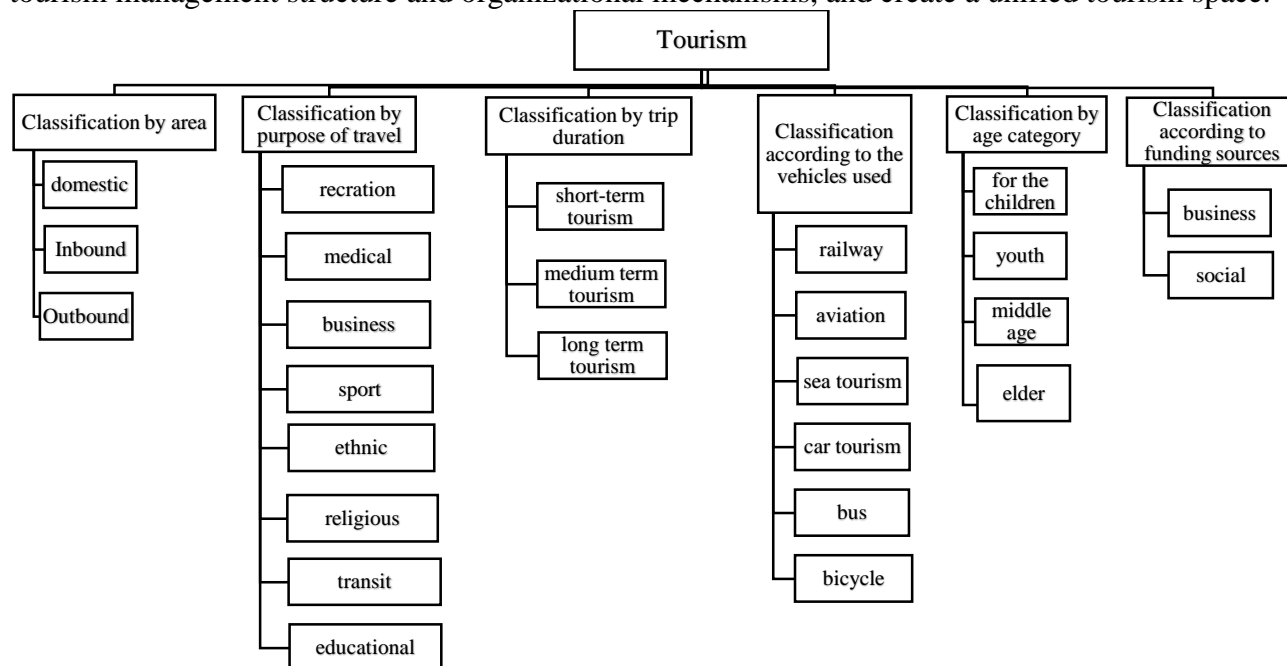 tourism management structure and organizational mechanisms, and create a unified tourism space.
Tourism
Classification by area
domestic
Inbound
Outbound
Classification by
purpose of travel
recration
medical
business
sport
ethnic
religious
transit
educational
Classification by trip
duration
short-term
tourism
medium term
tourism
long term
tourism
Classification
according to the
vehicles used
railway
aviation
sea tourism
car tourism
bus
bicycle
Classification by
age category
for the
children
youth
middle
age
elder
Classification
according to
funding sources
business
social